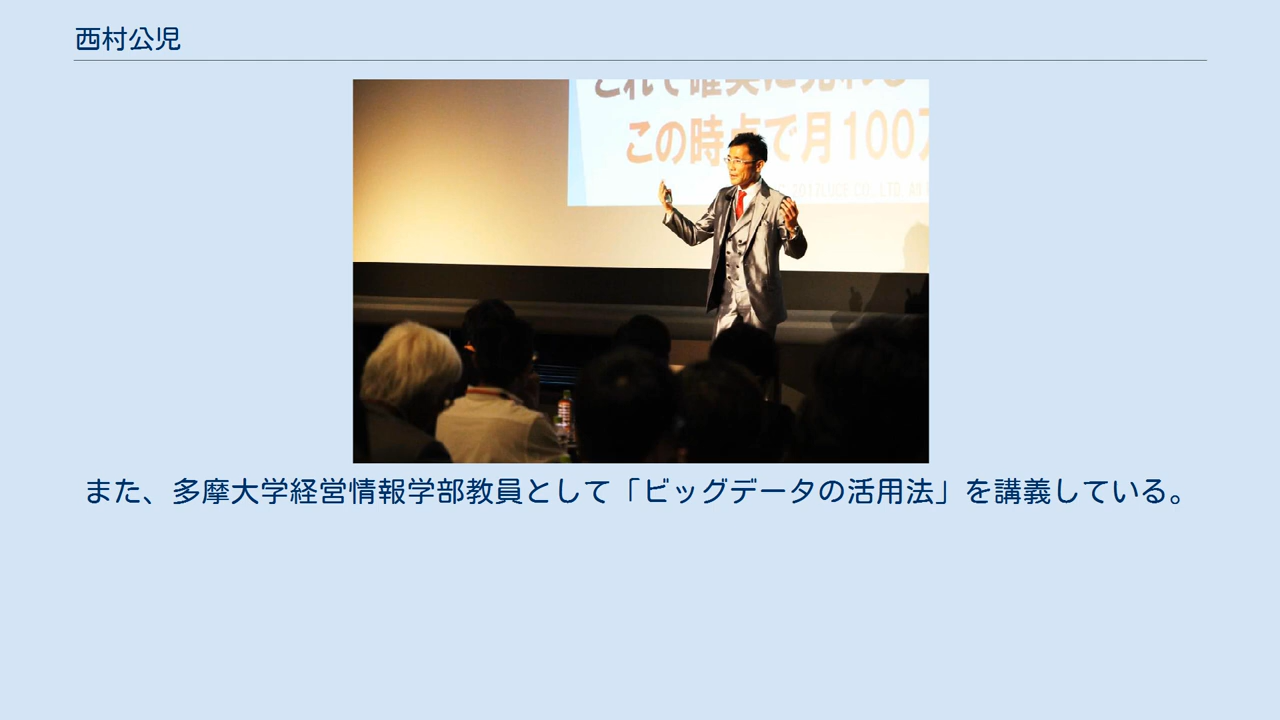 西村公児
この時点で月100
また、多摩大学経営情報学部教員として「ビッグデータの活用法」を講義している。